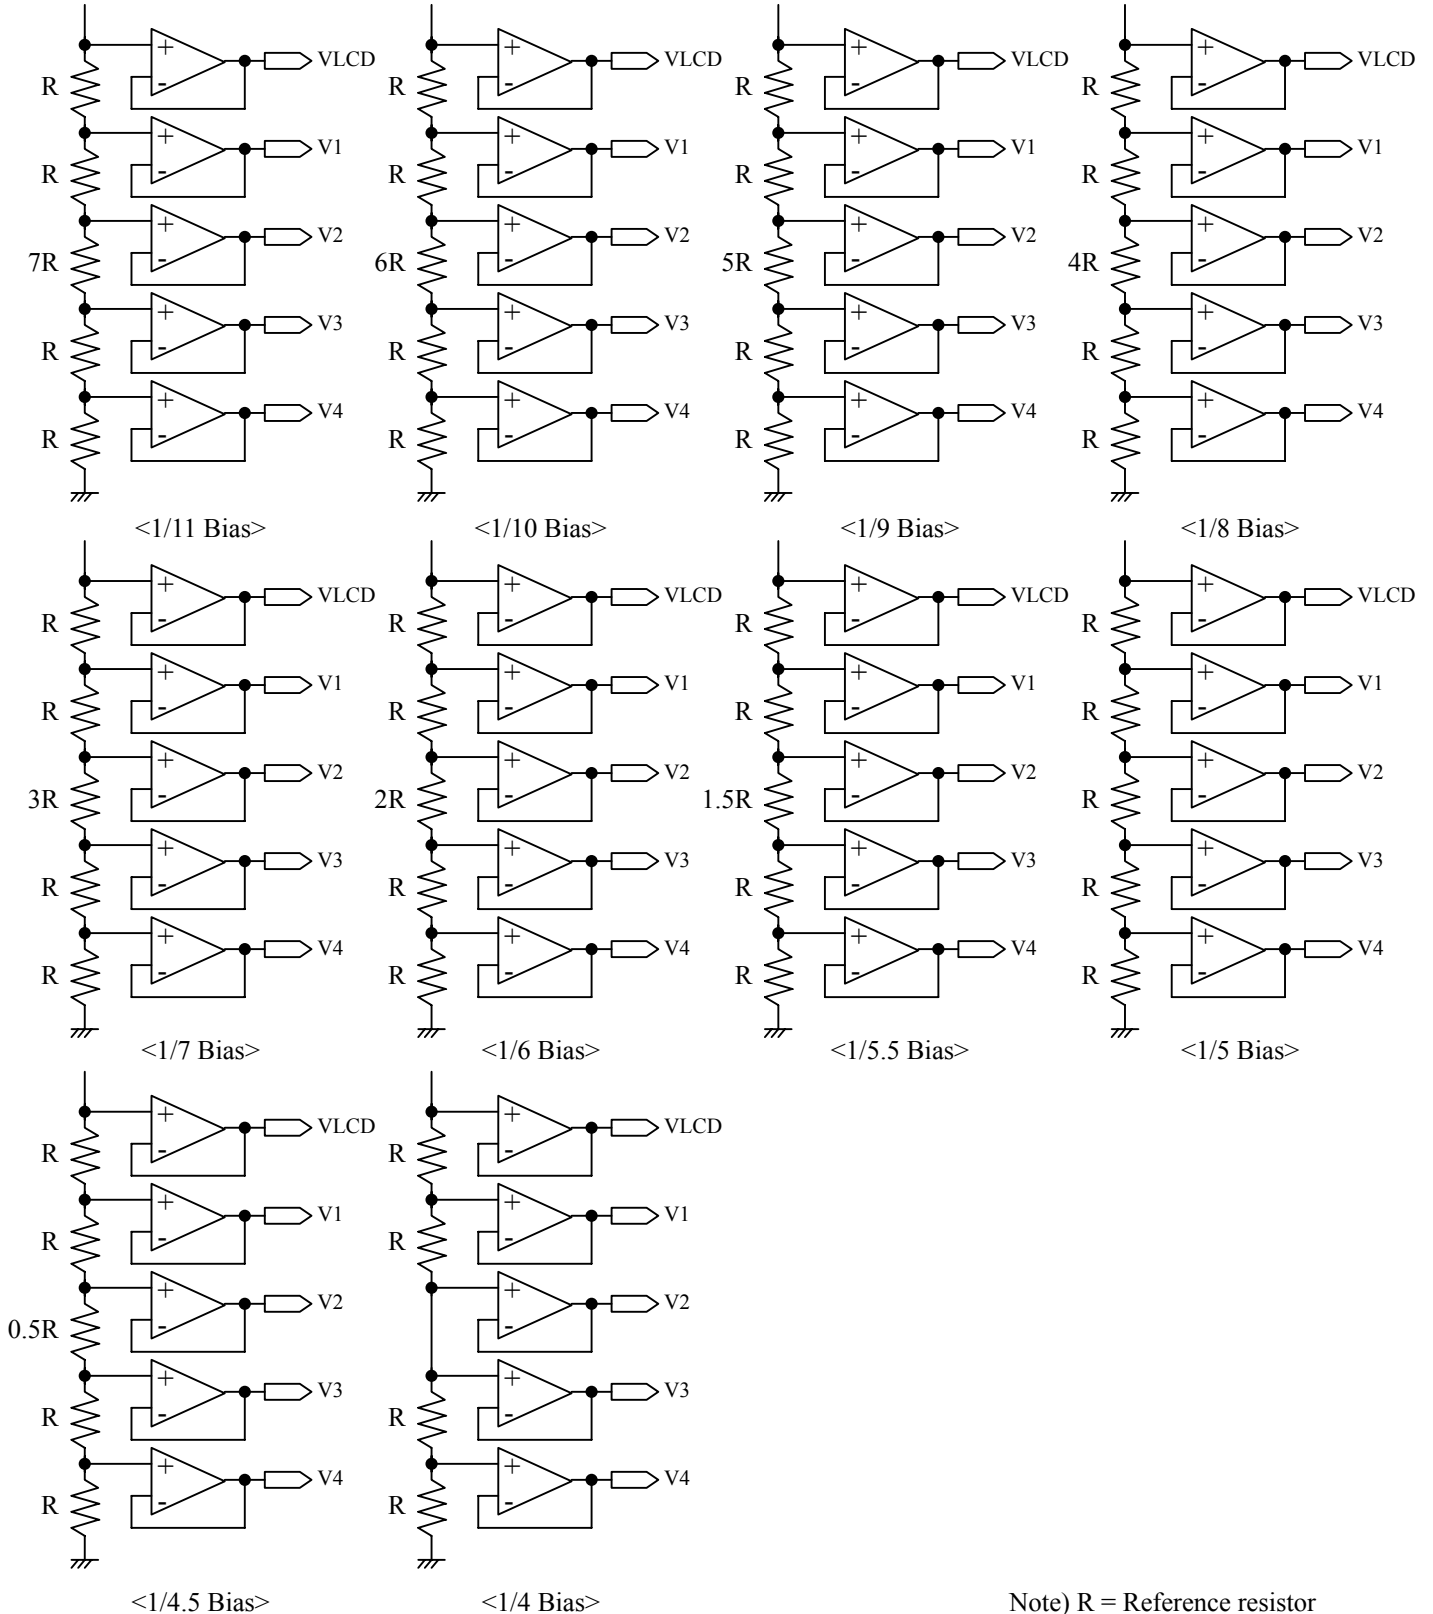 + VLCD + VLCD + VLCD + VLCD
R - R - R - R -
+ V1 + V1 + V1 + V1
R - R - R - R -
+ V2 + V2 + V2 + V2
7R - 6R - 5R - 4R -
+ V3 + V3 + V3 + V3
R - R - R - R -
+ V4 + V4 + V4 + V4
R - R - R - R -
<1/11 Bias> <1/10 Bias> <1/9 Bias> <1/8 Bias>
+ VLCD + VLCD + VLCD + VLCD
R - R - R - R -
+ V1 + V1 + V1 + V1
R - R - R - R -
+ V2 + V2 + V2 + V2
3R - 2R - 1.5R - R -
+ V3 + V3 + V3 + V3
R - R - R - R -
+ V4 + V4 + V4 + V4
R - R - R - R -
<1/7 Bias> <1/6 Bias> <1/5.5 Bias> <1/5 Bias>
+ VLCD + VLCD
R - R -
+ V1 + V1
R - R -
+ V2 + V2
0.5R - -
+ V3 + V3
R - R -
+ V4 + V4
R - R -
<1/4.5 Bias> <1/4 Bias> Note) R = Reference resistor